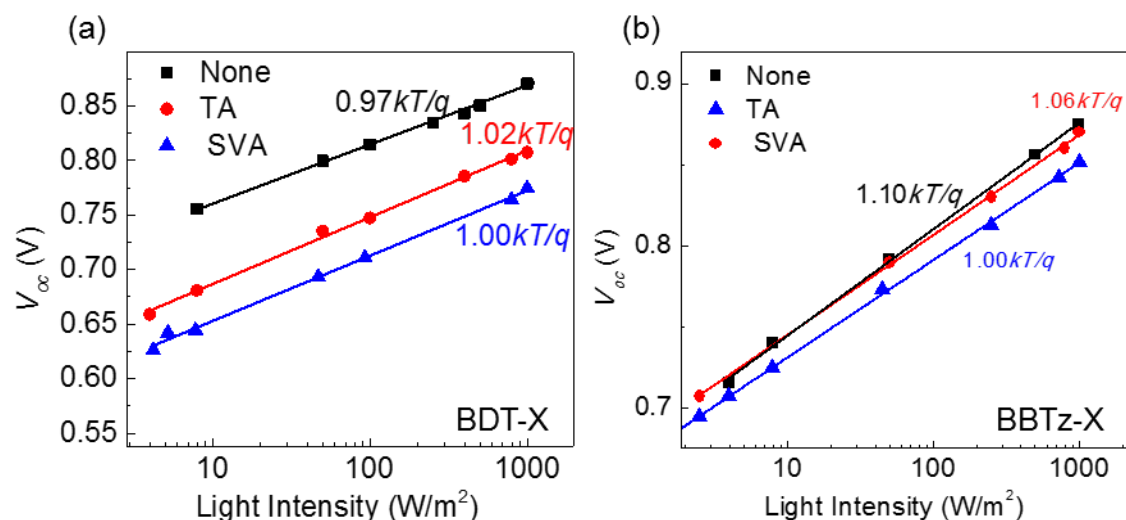 (a)
None
TA
SVA
0.97kT/q
1.02kT/q
1.00kT/q
0.85
0.80
0.75
0.70
0.65
0.60
0.55
Voc (V)
BDT-X
10
100
1000
Light Intensity (W/m²)
(b)
None
TA
SVA
1.06kT/q
1.10kT/q
1.00kT/q
0.9
0.8
0.7
Voc (V)
BBTz-X
10
100
1000
Light Intensity (W/m²)